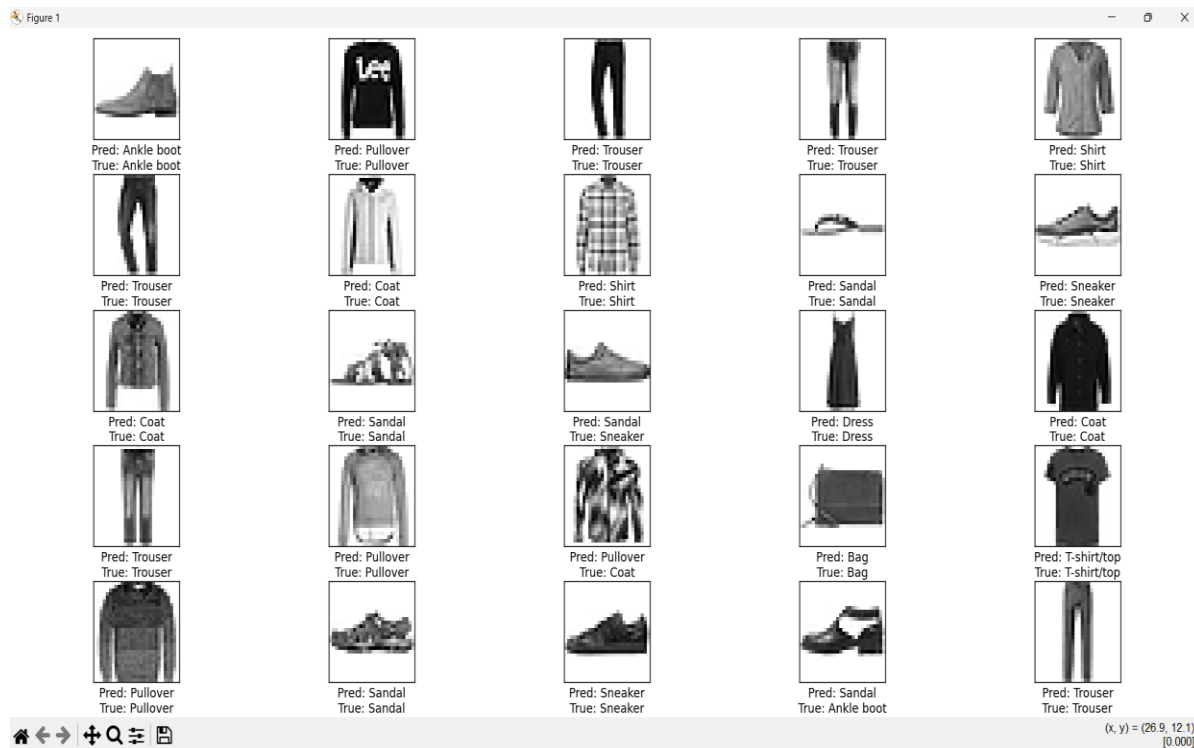 Figure 1
Lee
Pred: Ankle boot
True: Ankle boot
Pred: Pullover
True: Pullover
Pred: Trouser
True: Trouser
Pred: Trouser
True: Trouser
Pred: Shirt
True: Shirt
Pred: Trouser
True: Trouser
Pred: Coat
True: Coat
Pred: Shirt
True: Shirt
Pred: Sandal
True: Sandal
Pred: Sneaker
True: Sneaker
Pred: Coat
True: Coat
Pred: Sandal
True: Sandal
Pred: Sandal
True: Sneaker
Pred: Dress
True: Dress
Pred: Coat
True: Coat
Pred: Trouser
True: Trouser
Pred: Pullover
True: Pullover
Pred: Pullover
True: Coat
Pred: Bag
True: Bag
Pred: T-shirt/top
True: T-shirt/top
Pred: Pullover
True: Pullover
Pred: Sandal
True: Sandal
Pred: Sneaker
True: Sneaker
Pred: Sandal
True: Ankle boot
Pred: Trouser
True: Trouser
(x, y) = (26.9, 12.1)
[0.000]